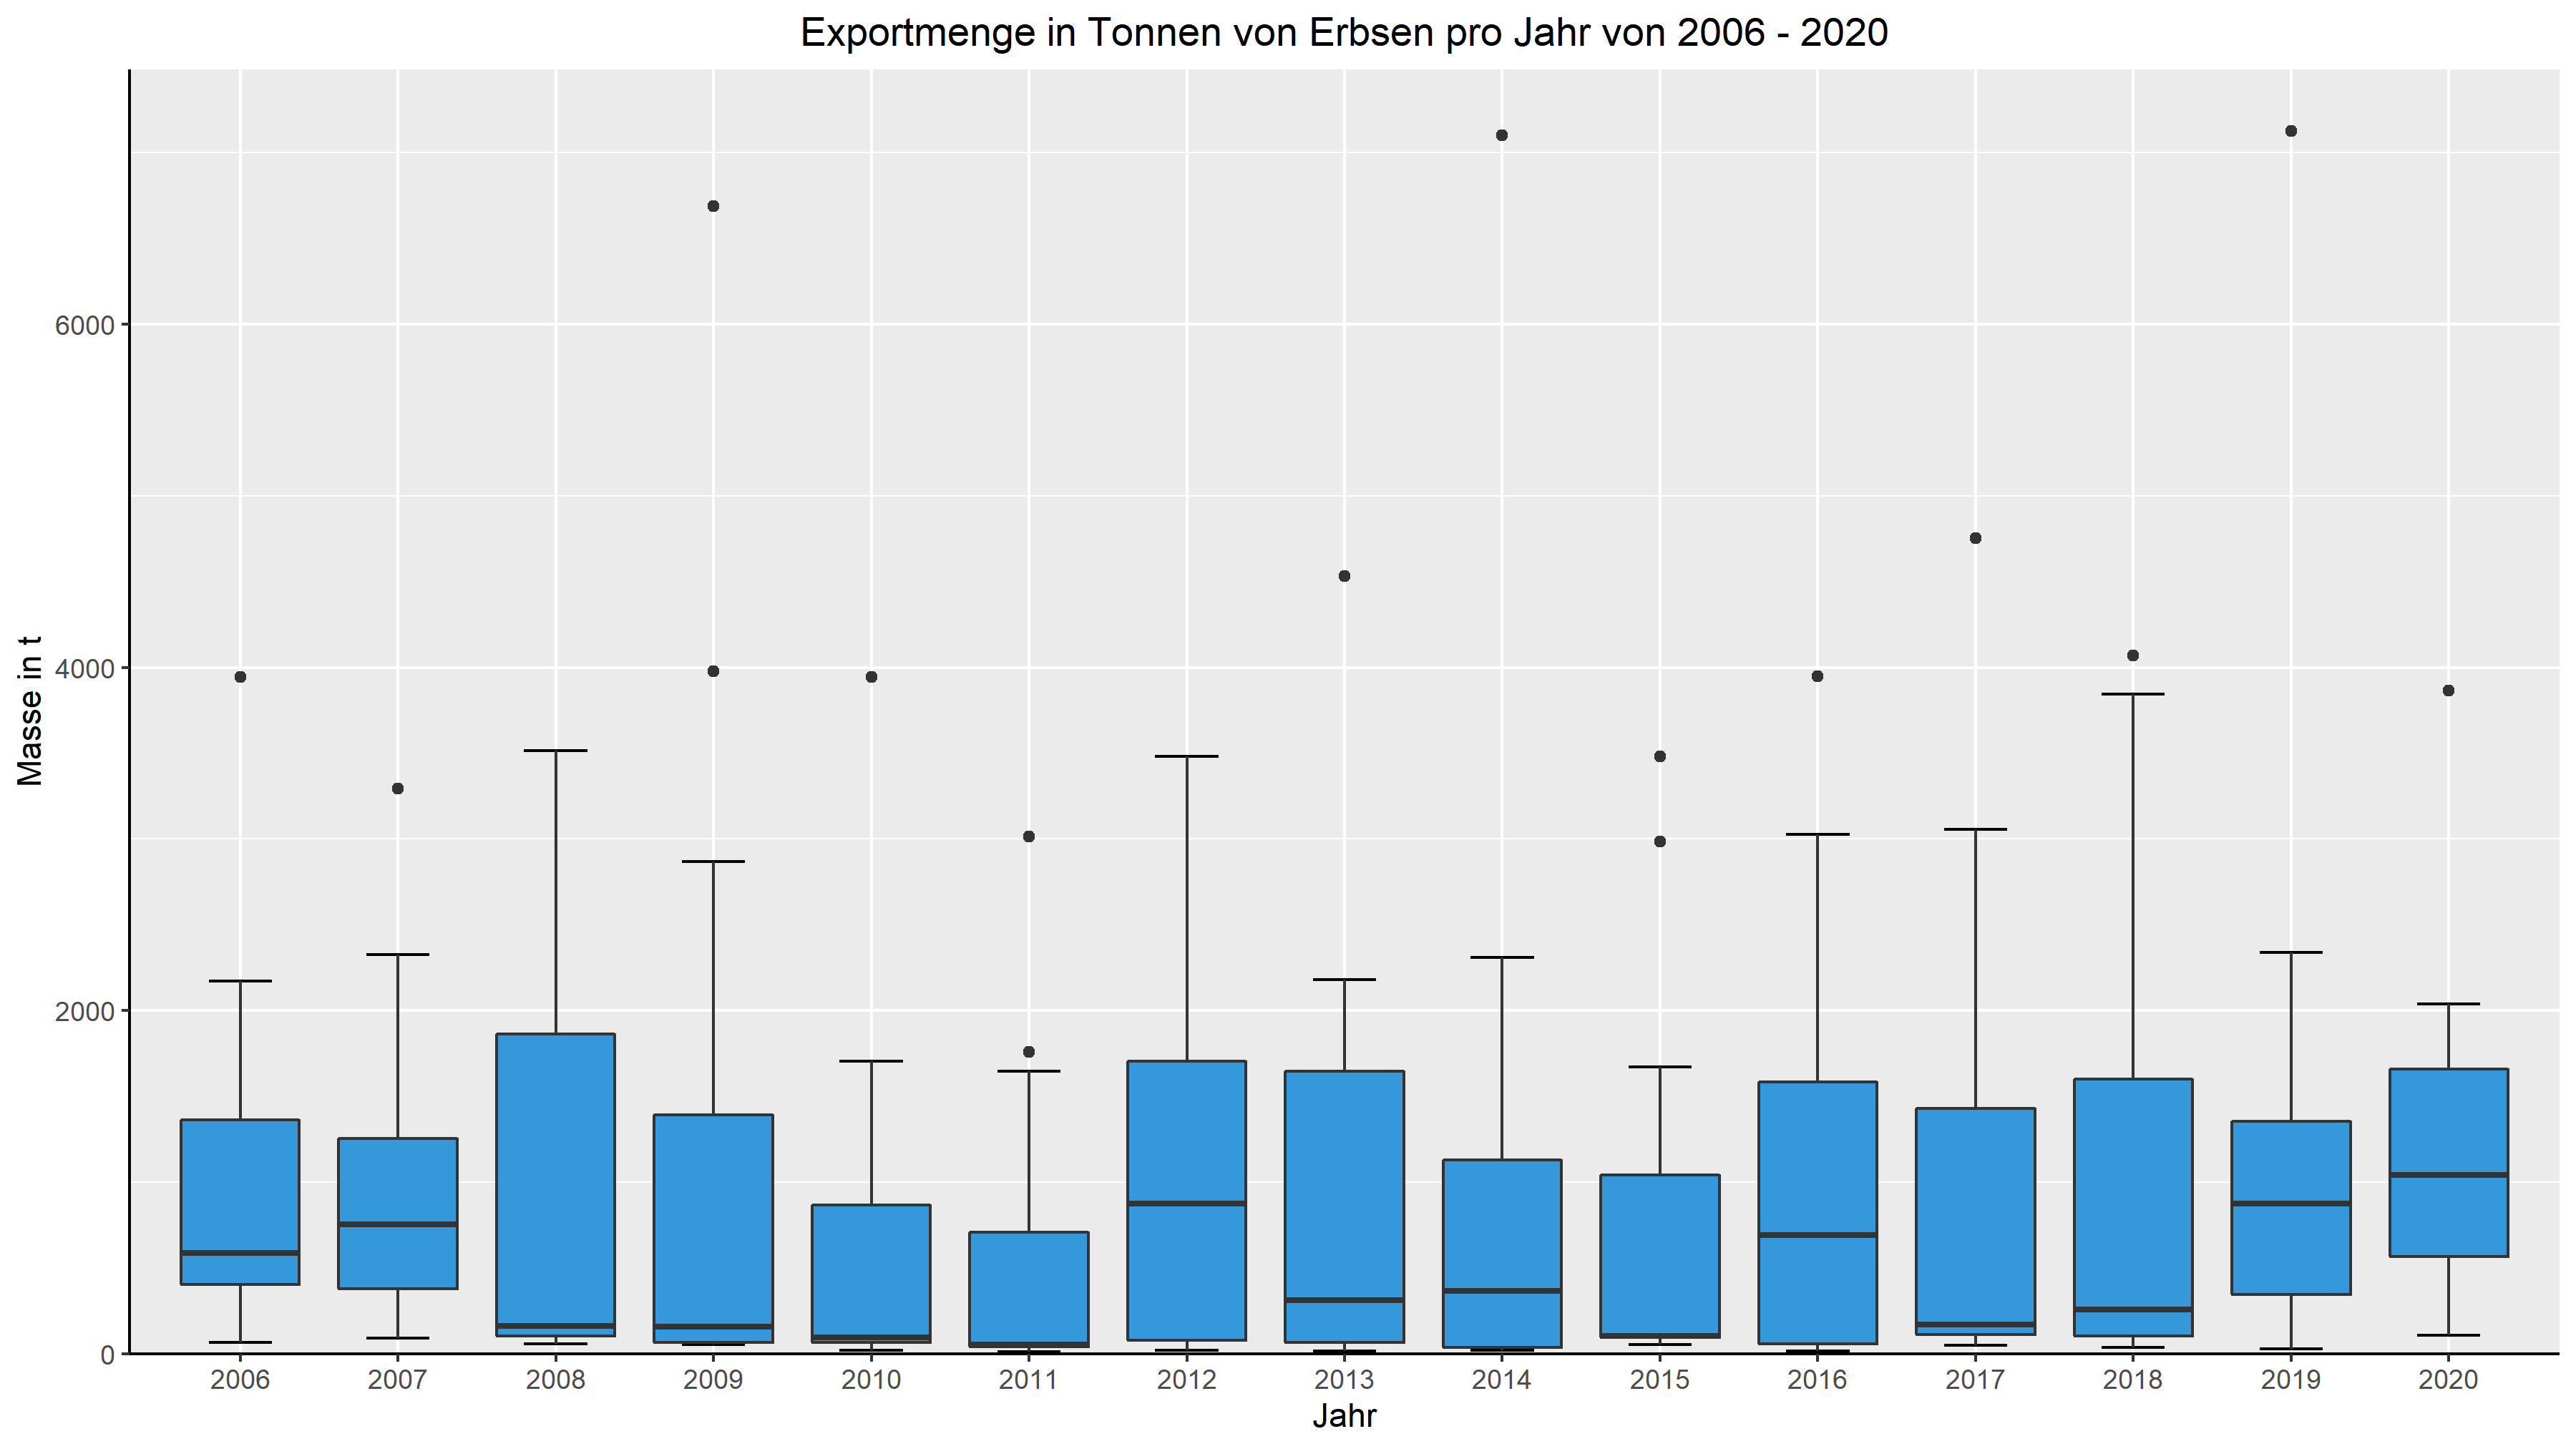 Exportmenge in Tonnen von Erbsen pro Jahr von 2006 - 2020
Masse in t
6000
4000
2000
0
2006 2007 2008 2009 2010 2011 2012 2013 2014 2015 2016 2017 2018 2019 2020
Jahr